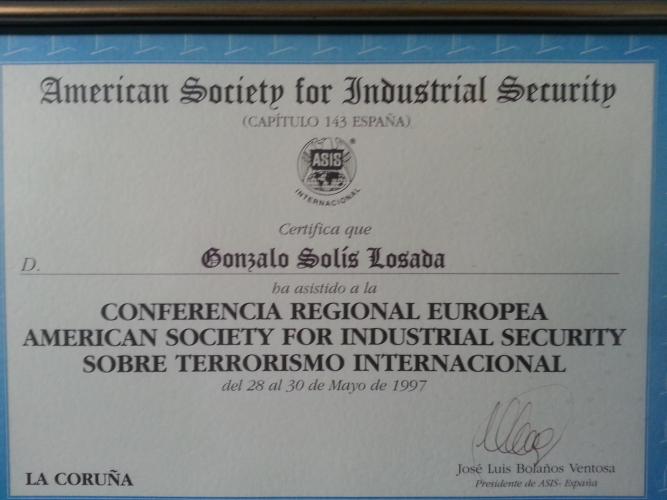 American Society for Industrial Security
(CAPÍTULO 143 ESPAÑA)
ASIS
INTERNACIONAL
Certifica que
D. Gonzalo Solís Losada
ha asistido a la
CONFERENCIA REGIONAL EUROPEA
AMERICAN SOCIETY FOR INDUSTRIAL SECURITY
SOBRE TERRORISMO INTERNACIONAL
del 28 al 30 de Mayo de 1997
José Luis Bolaños Ventosa
LA CORUÑA
Presidente de ASIS- España